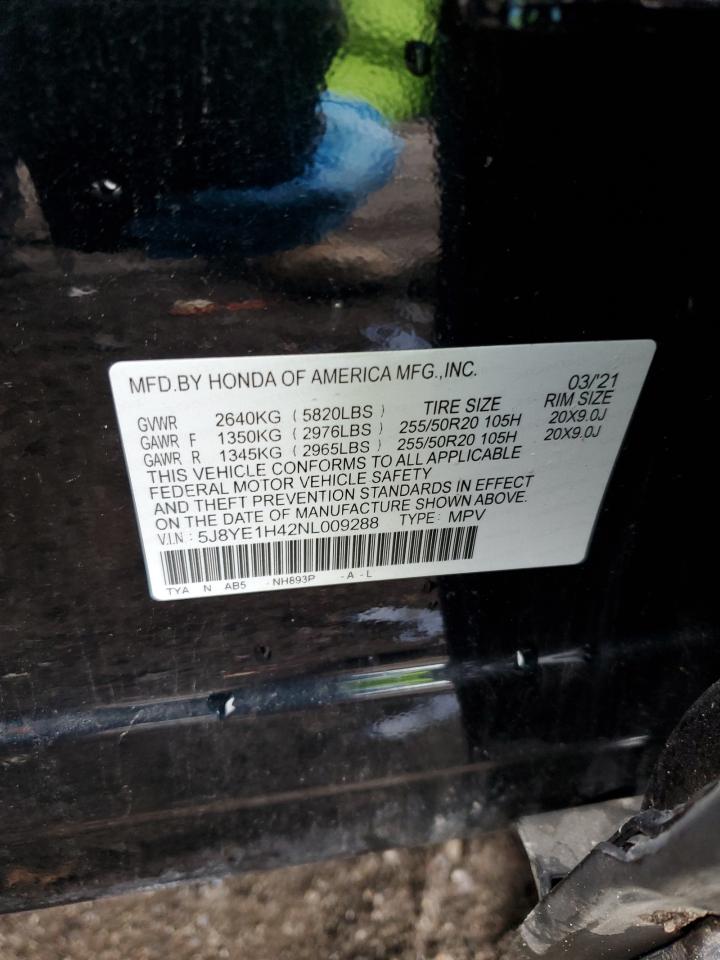 MFD.BY HONDA OF AMERICA MFG.,INC. 03/'21
GVWR 2640KG (5820LBS) TIRE SIZE RIM SIZE
GAWR F 1350KG (2976LBS) 255/50R20 105H 20X9.0J
GAWR R 1345KG (2965LBS) 255/50R20 105H 20X9.0J
THIS VEHICLE CONFORMS TO ALL APPLICABLE
FEDERAL MOTOR VEHICLE SAFETY
AND THEFT PREVENTION STANDARDS IN EFFECT
ON THE DATE OF MANUFACTURE SHOWN ABOVE.
V.I.N : 5J8YE1H42NL009288 TYPE: MPV
TYA N AB5 -NH893P -A -L